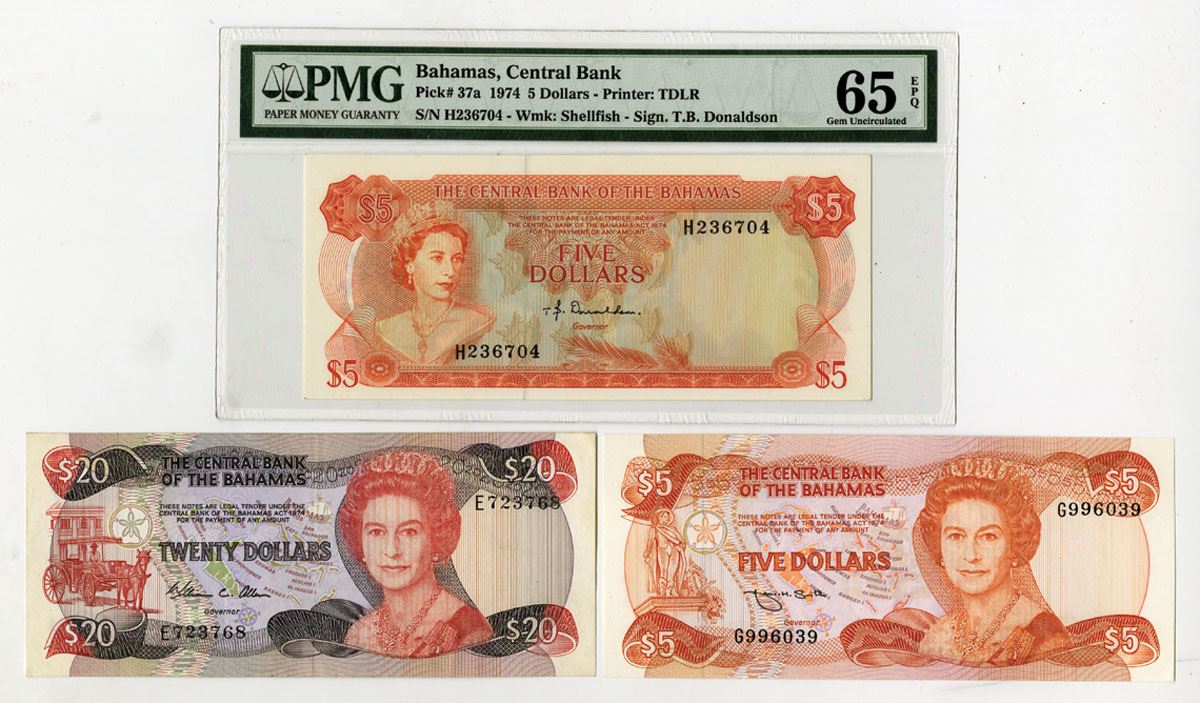 PMG
PAPER MONEY GUARANTY
Bahamas, Central Bank
Pick# 37a 1974 5 Dollars - Printer: TDLR
S/N H236704 - Wmk: Shellfish - Sign. T.B. Donaldson
65 EPQ
Gem Uncirculated
THE CENTRAL BANK OF THE BAHAMAS
$5 $5
THESE NOTES ARE LEGAL TENDER UNDER
THE CENTRAL BANK OF THE BAHAMAS ACT 1974
FOR THE PAYMENT OF ANY AMOUNT
H236704
FIVE
DOLLARS
T.B. Donaldson.
Governor
H236704
$5 $5
$20 $20
THE CENTRAL BANK
OF THE BAHAMAS
E723768
THESE NOTES ARE LEGAL TENDER UNDER THE
CENTRAL BANK OF THE BAHAMAS ACT 1974
FOR THE PAYMENT OF ANY AMOUNT
TWENTY DOLLARS
Governor
E723768
$20 $20
$5 $5
THE CENTRAL BANK
OF THE BAHAMAS
G996039
THESE NOTES ARE LEGAL TENDER UNDER THE
CENTRAL BANK OF THE BAHAMAS ACT 1974
FOR THE PAYMENT OF ANY AMOUNT
FIVE DOLLARS
Governor
G996039
$5 $5